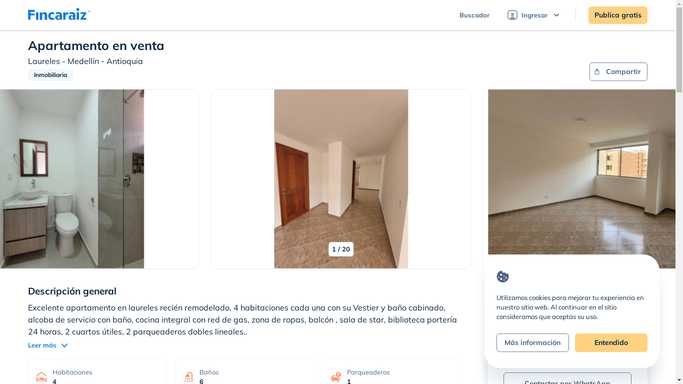 Fincaraiz
Buscador
Ingresar
Publica gratis
Apartamento en venta
Laureles - Medellín - Antioquia
Inmobiliaria
Compartir
1 / 20
Descripción general
Excelente apartamento en laureles recién remodelado, 4 habitaciones cada una con su Vestier y baño cabinado,
alcoba de servicio con baño, cocina integral con red de gas, zona de ropas, balcón , sala de star, biblioteca portería
24 horas, 2 cuartos útiles, 2 parqueaderos dobles lineales,.
Leer más
Habitaciones
4
Baños
6
Parqueaderos
1
Utilizamos cookies para mejorar tu experiencia en
nuestro sitio web. Al continuar en el sitio
consideramos que aceptas su uso.
Más información
Entendido
Contactar por WhatsApp